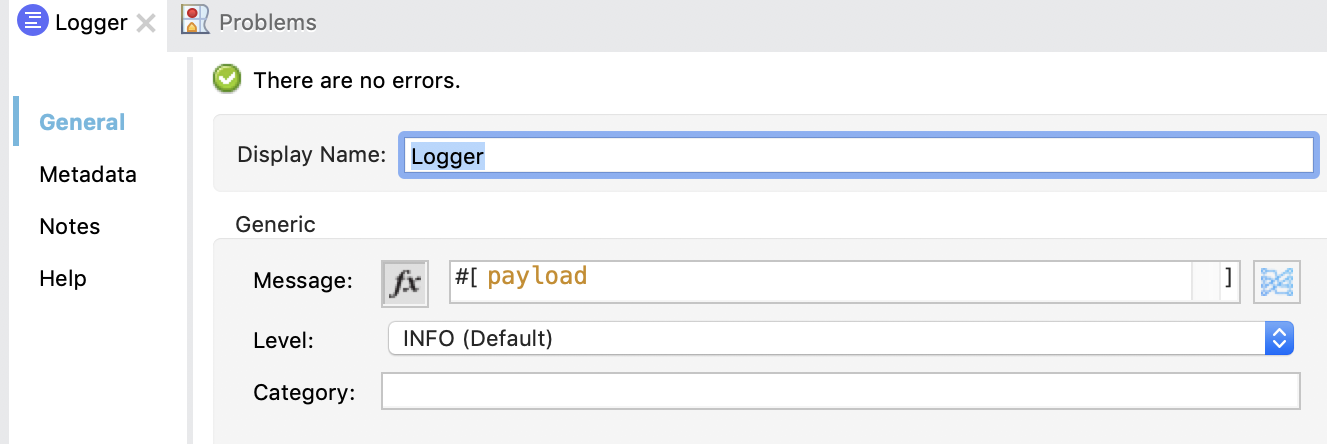 Logger Problems
There are no errors.
General
Metadata
Notes
Help
Display Name: Logger
Generic
Message: fx #[ payload ]
Level: INFO (Default)
Category: